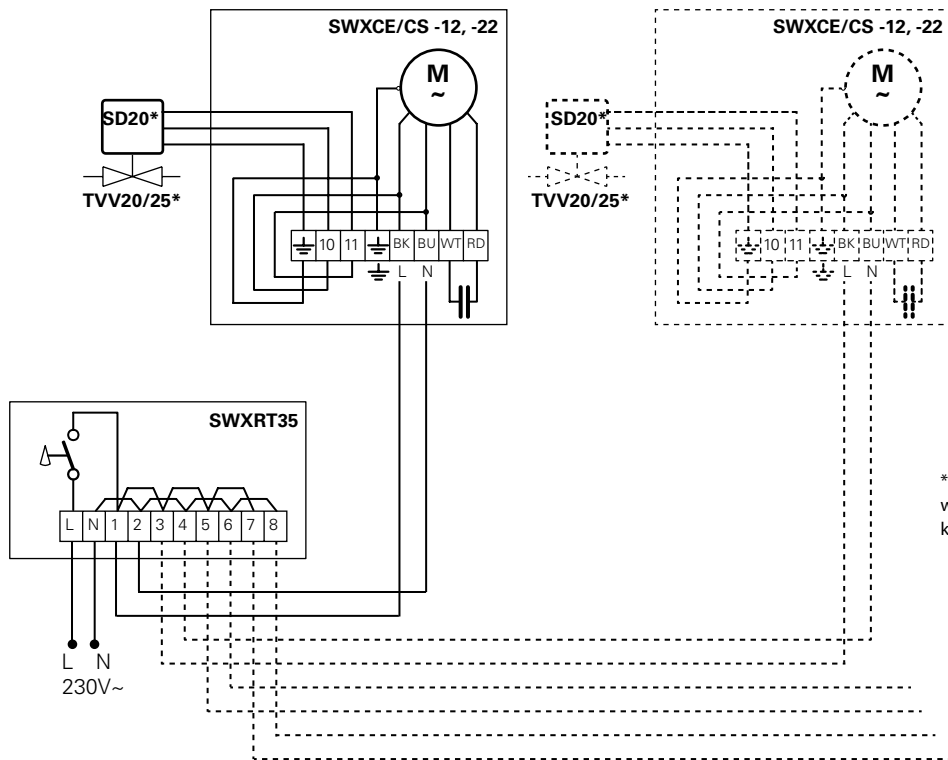 SWXCE/CS -12, -22
M
~
SD20*
TVV20/25*
10 11 BK BU WT RD
L N
SWXCE/CS -12, -22
M
~
SD20*
TVV20/25*
10 11 BK BU WT RD
L N
SWXRT35
L N 1 2 3 4 5 6 7 8
L N
230V~
*
w
k